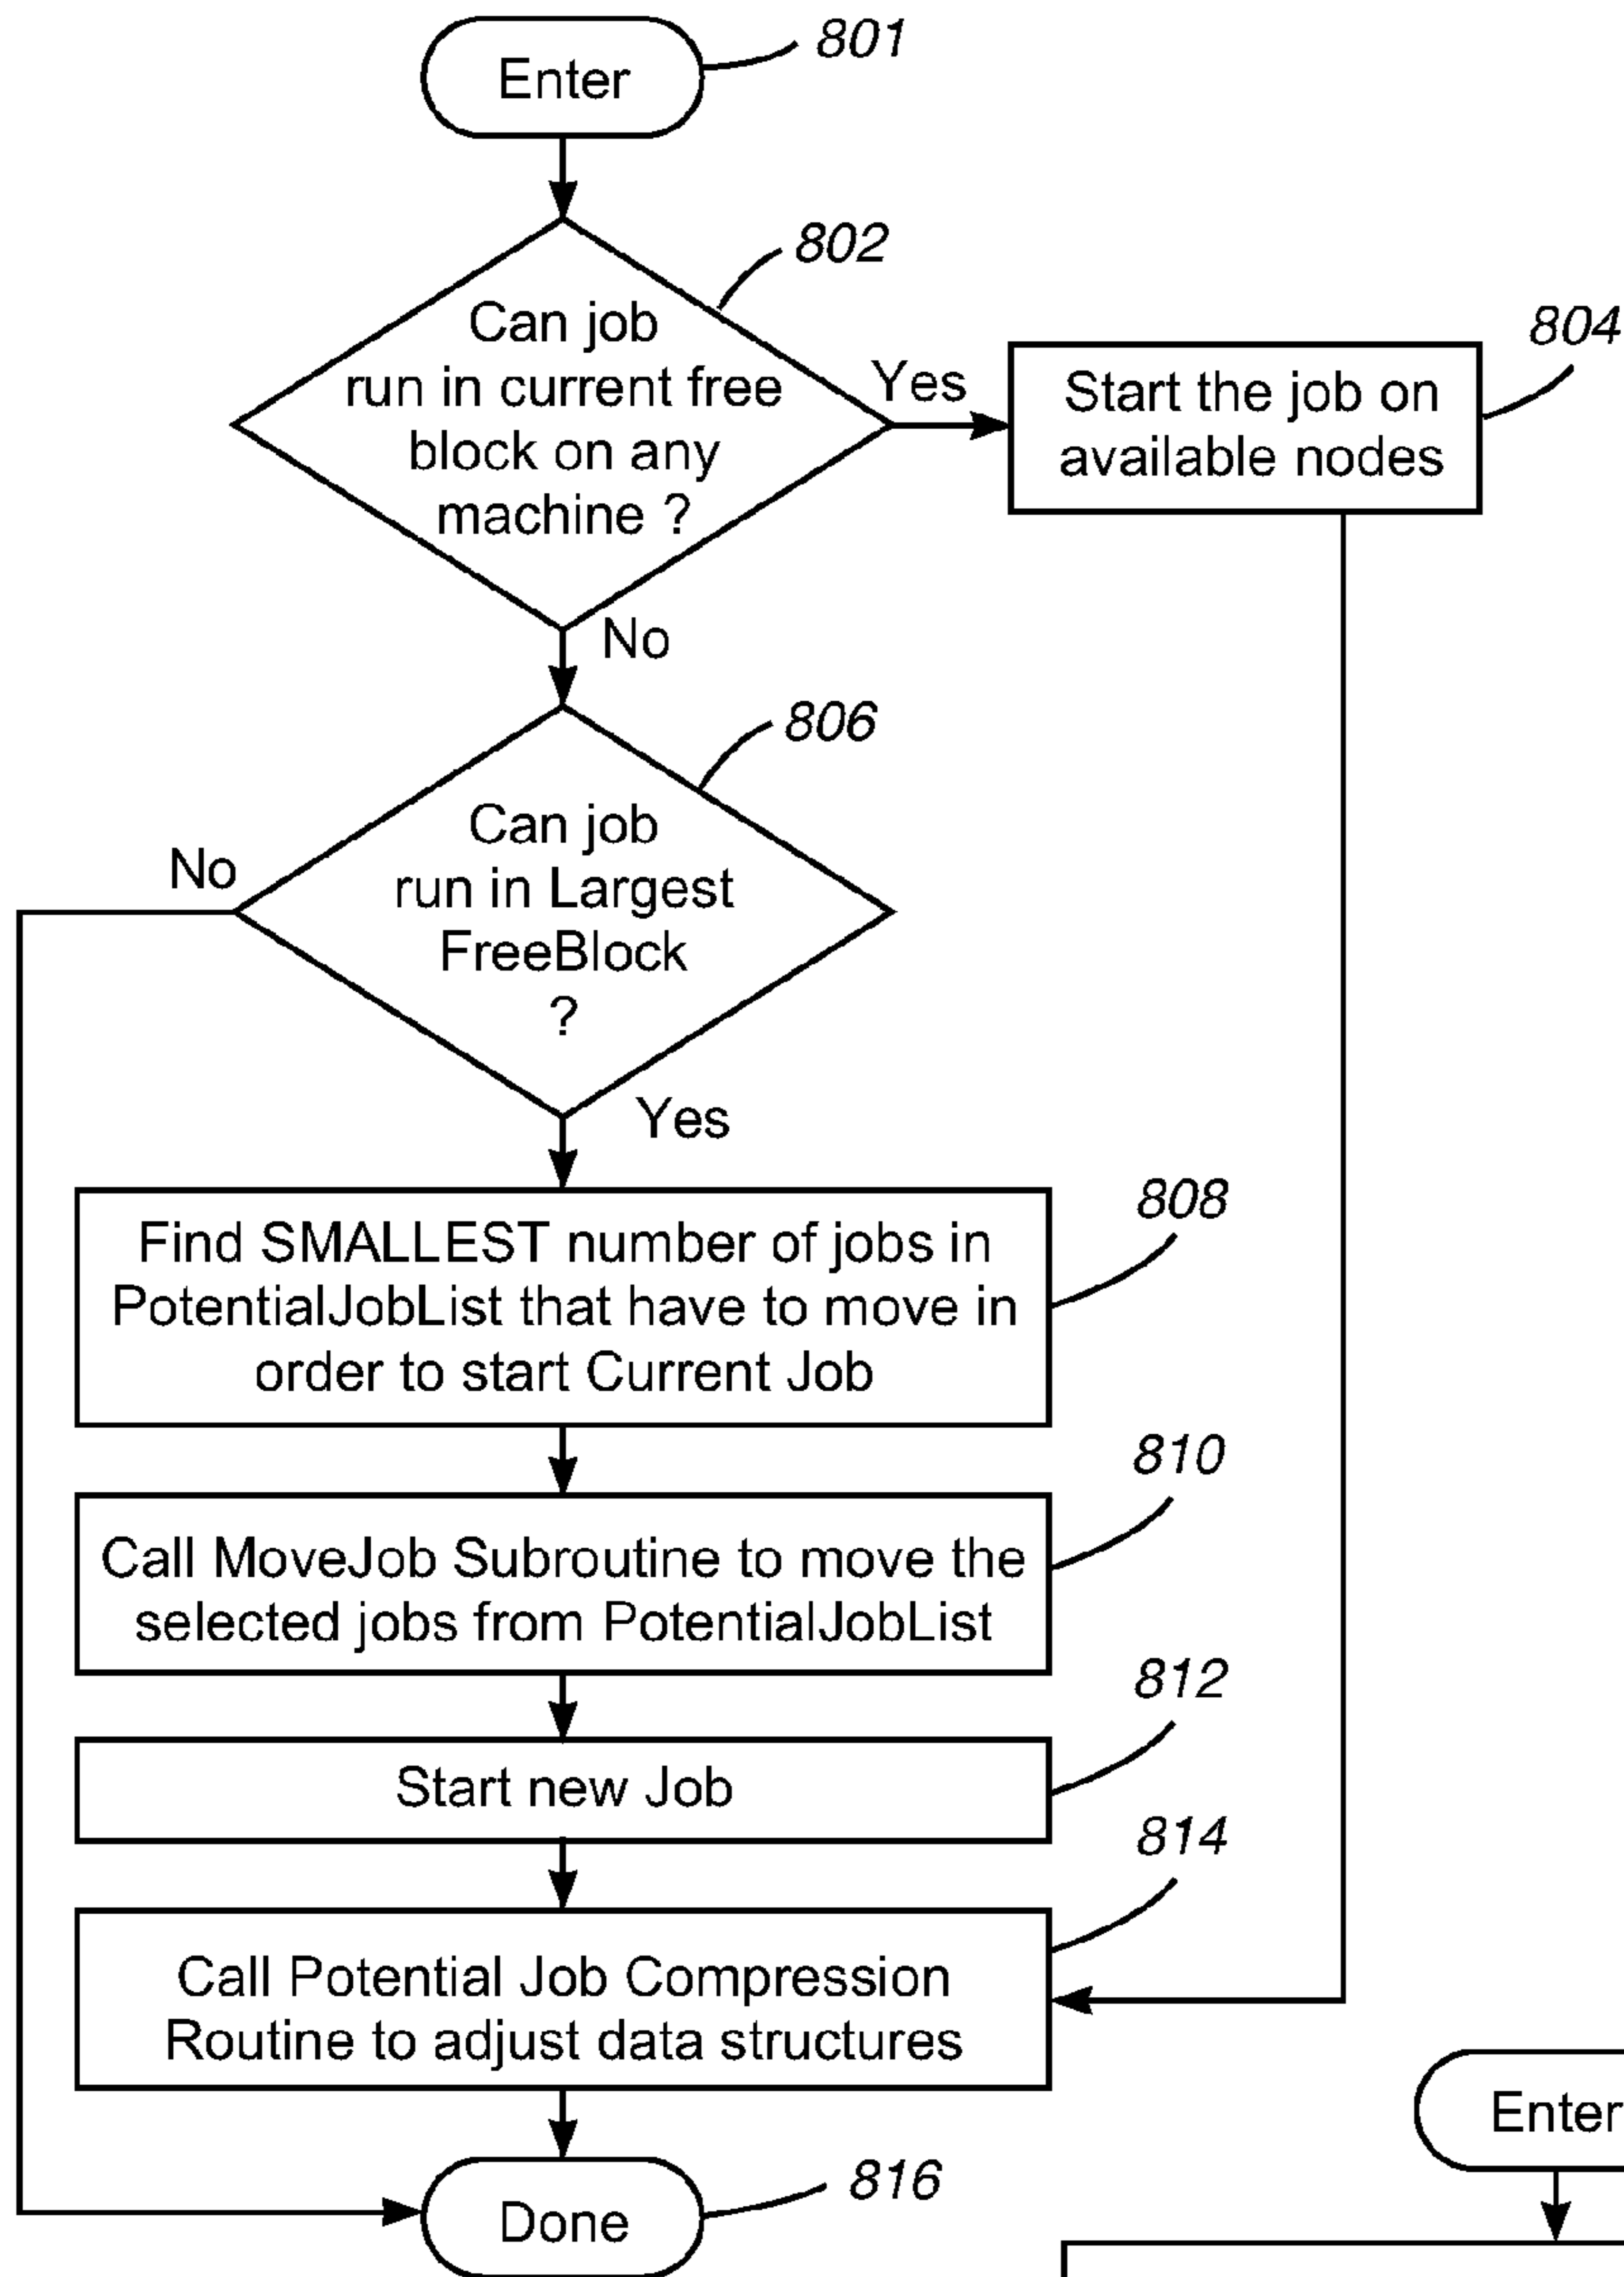 Enter
801
802
Can job
run in current free
block on any
machine ?
Yes
804
Start the job on
available nodes
No
806
Can job
run in Largest
FreeBlock
?
No
Yes
808
Find SMALLEST number of jobs in
PotentialJobList that have to move in
order to start Current Job
810
Call MoveJob Subroutine to move the
selected jobs from PotentialJobList
812
Start new Job
814
Call Potential Job Compression
Routine to adjust data structures
816
Done
Enter